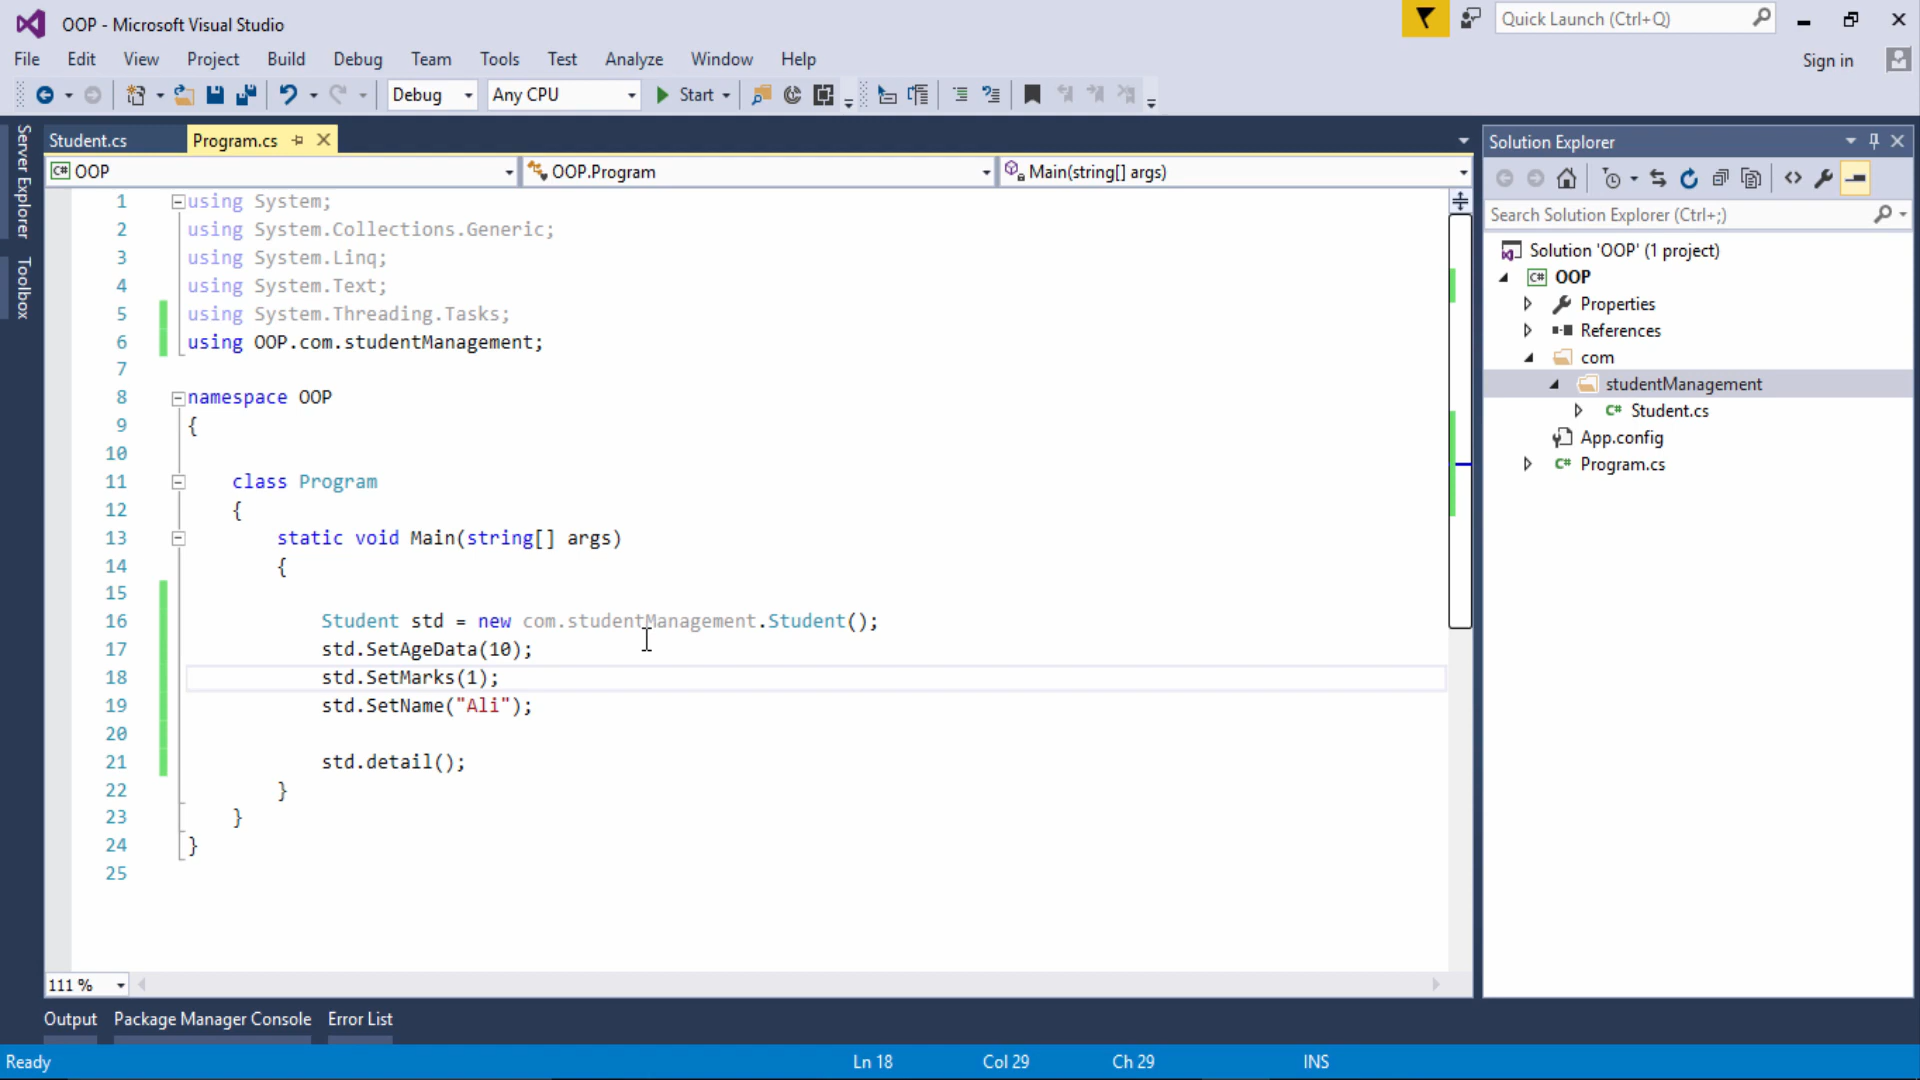 OOP - Microsoft Visual Studio
Quick Launch (Ctrl+Q)
File Edit View Project Build Debug Team Tools Test Analyze Window Help
Sign in
Debug Any CPU Start
Server Explorer
Toolbox
Student.cs Program.cs
OOP OOP.Program Main(string[] args)
1 using System;
2 using System.Collections.Generic;
3 using System.Linq;
4 using System.Text;
5 using System.Threading.Tasks;
6 using OOP.com.studentManagement;
7
8 namespace OOP
9 {
10
11 class Program
12 {
13 static void Main(string[] args)
14 {
15
16 Student std = new com.studentManagement.Student();
17 std.SetAgeData(10);
18 std.SetMarks(1);
19 std.SetName("Ali");
20
21 std.detail();
22 }
23 }
24 }
25
111 %
Solution Explorer
Search Solution Explorer (Ctrl+;)
Solution 'OOP' (1 project)
C# OOP
Properties
References
com
studentManagement
C# Student.cs
App.config
C# Program.cs
Output Package Manager Console Error List
Ready Ln 18 Col 29 Ch 29 INS